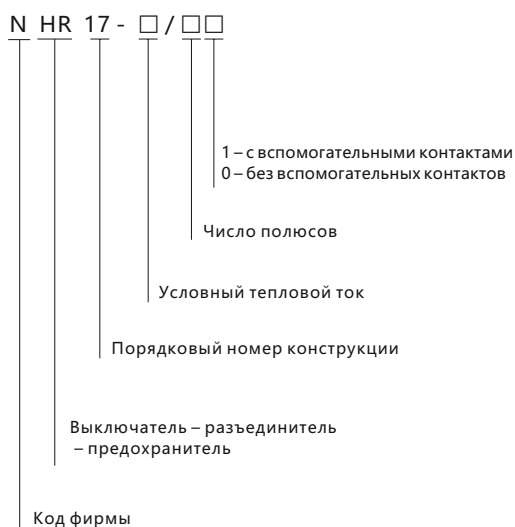 N HR 17 - □ / □□
1 – с вспомогательными контактами
0 – без вспомогательных контактов
Число полюсов
Условный тепловой ток
Порядковый номер конструкции
Выключатель – разъединитель
– предохранитель
Код фирмы